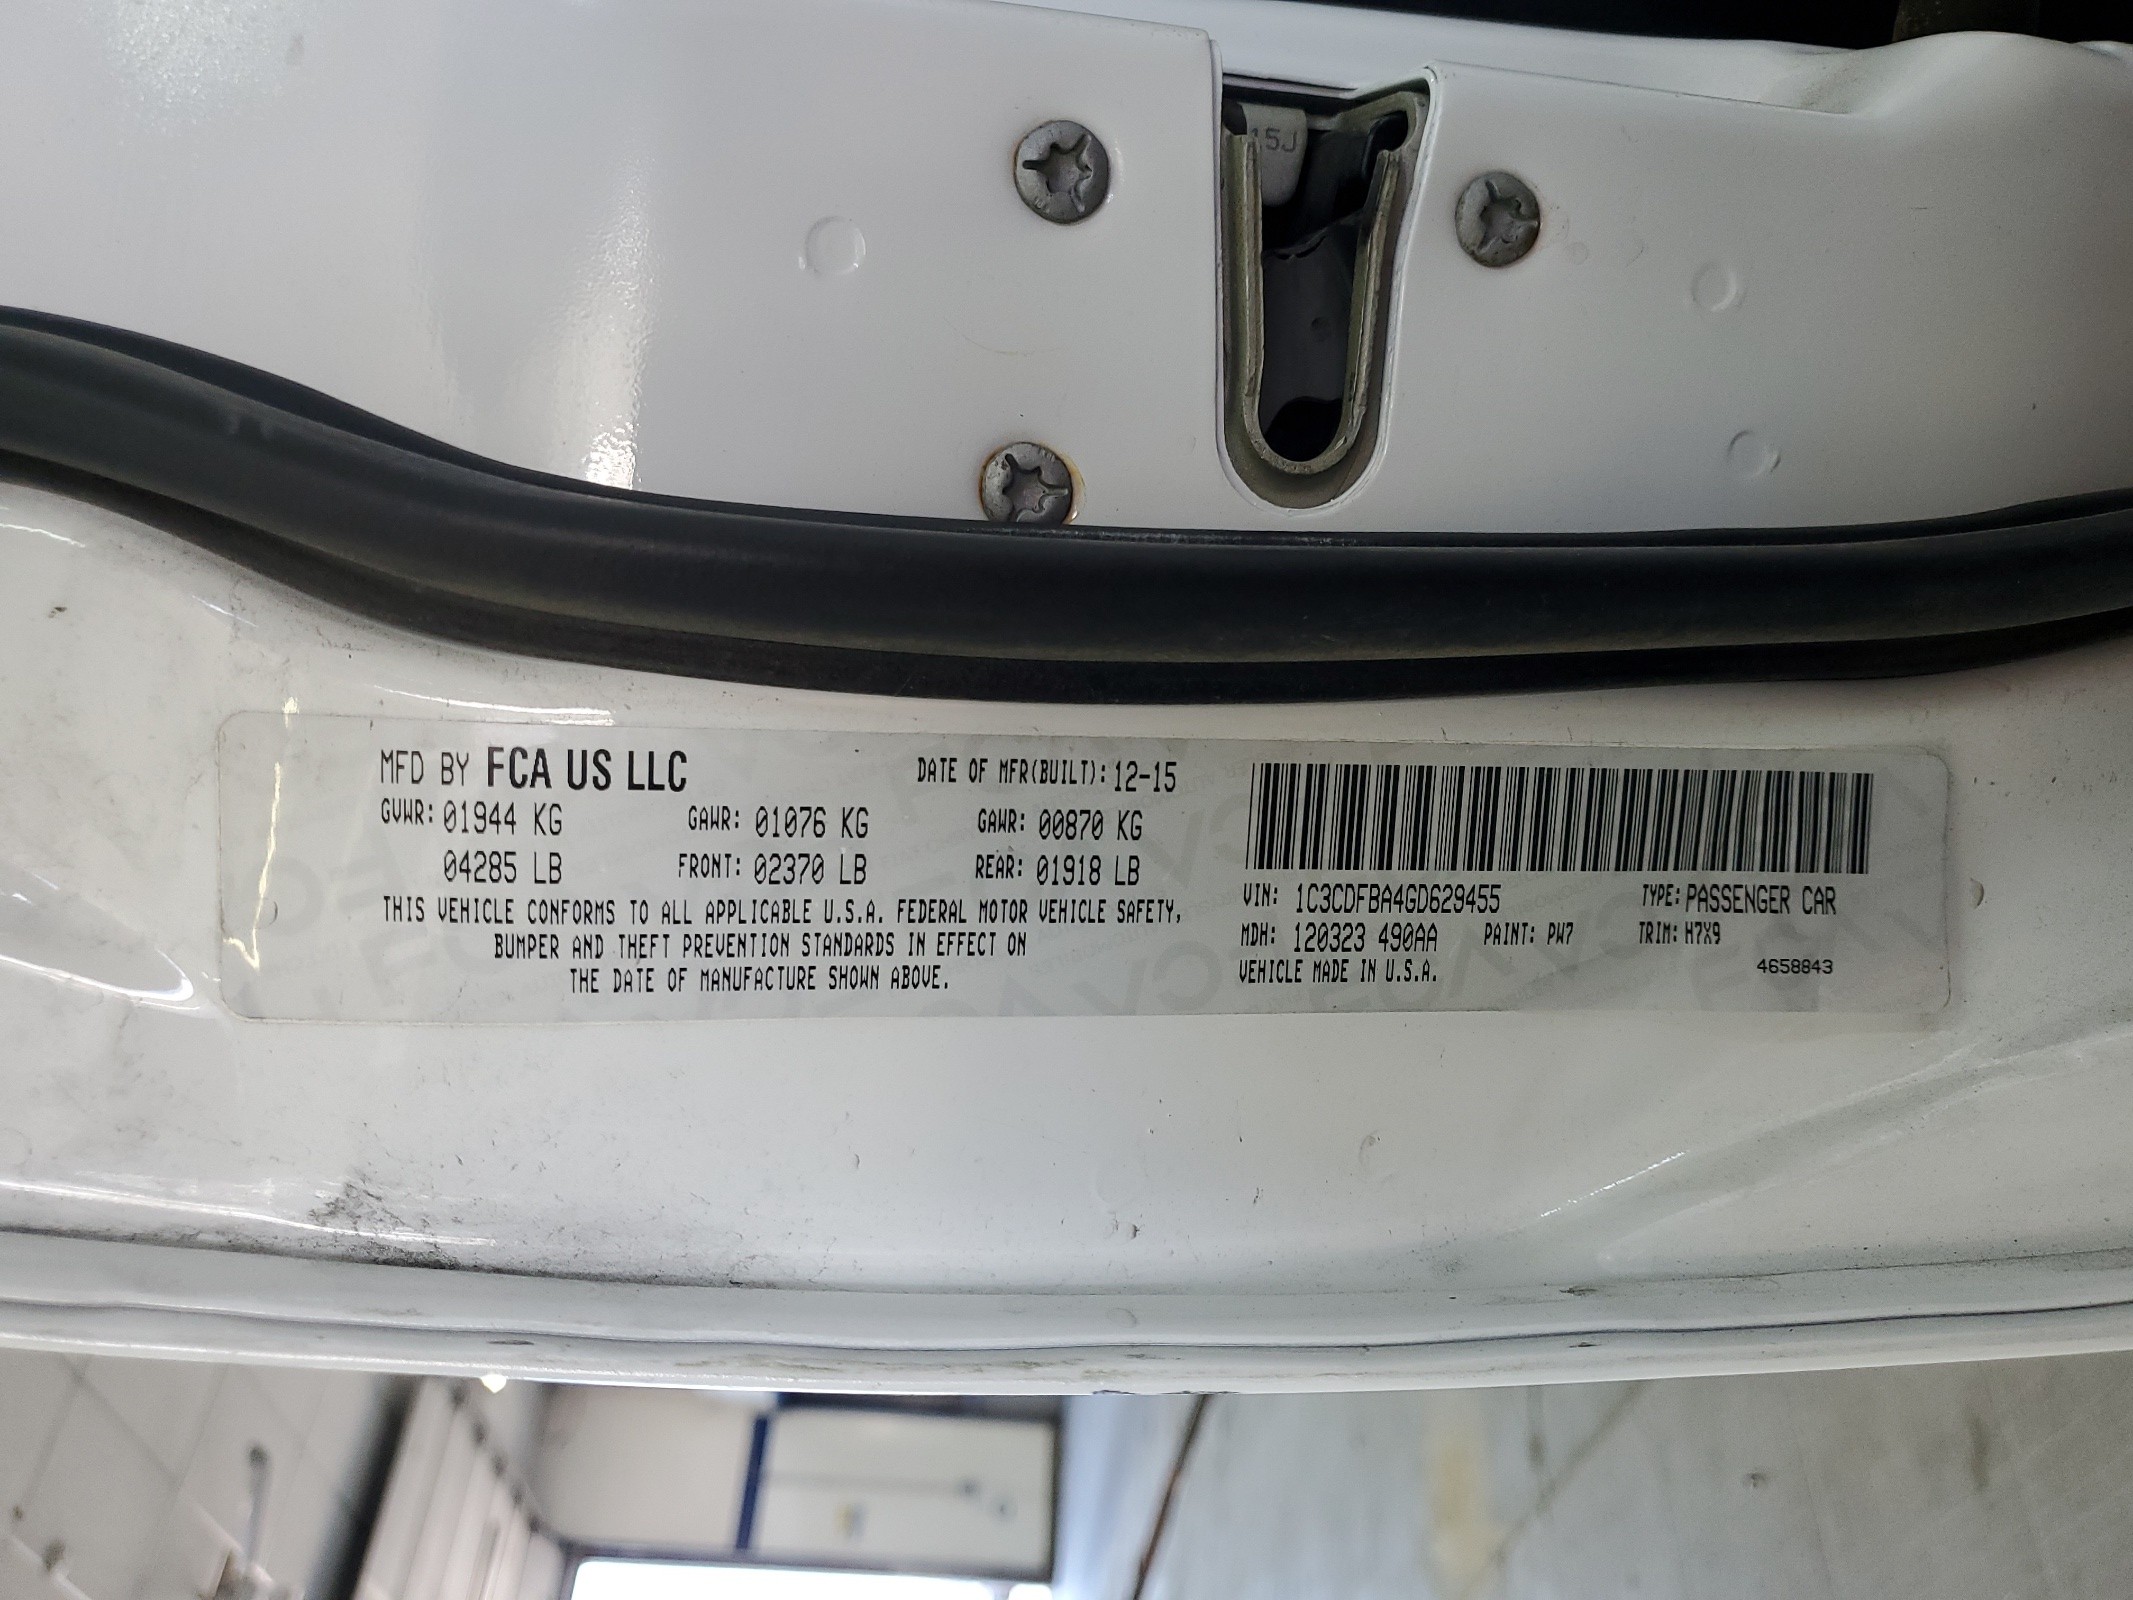 15J
MFD BY FCA US LLC DATE OF MFR(BUILT): 12-15
GVWR: 01944 KG GAWR: 01076 KG GAWR: 00870 KG
04285 LB FRONT: 02370 LB REAR: 01918 LB
THIS VEHICLE CONFORMS TO ALL APPLICABLE U.S.A. FEDERAL MOTOR VEHICLE SAFETY,
BUMPER AND THEFT PREVENTION STANDARDS IN EFFECT ON
THE DATE OF MANUFACTURE SHOWN ABOVE.
VIN: 1C3CDFBA4GD629455 TYPE: PASSENGER CAR
MDH: 120323 490AA PAINT: PW7 TRIM: H7X9
VEHICLE MADE IN U.S.A. 4658843